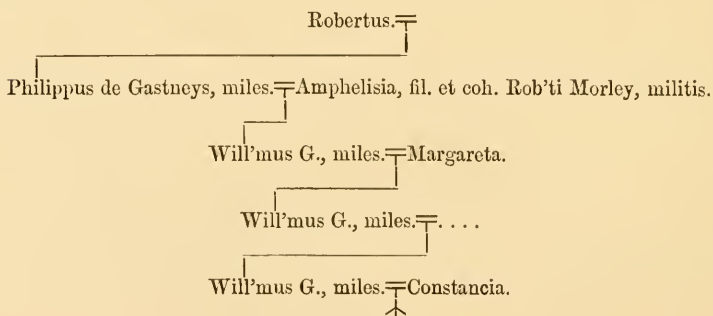 Robertus.
Philippus de Gastneys, miles. Amphelisia, fil. et coh. Rob'ti Morley, militis.
Will'mus G., miles. Margareta.
Will'mus G., miles. . . . .
Will'mus G., miles. Constancia.